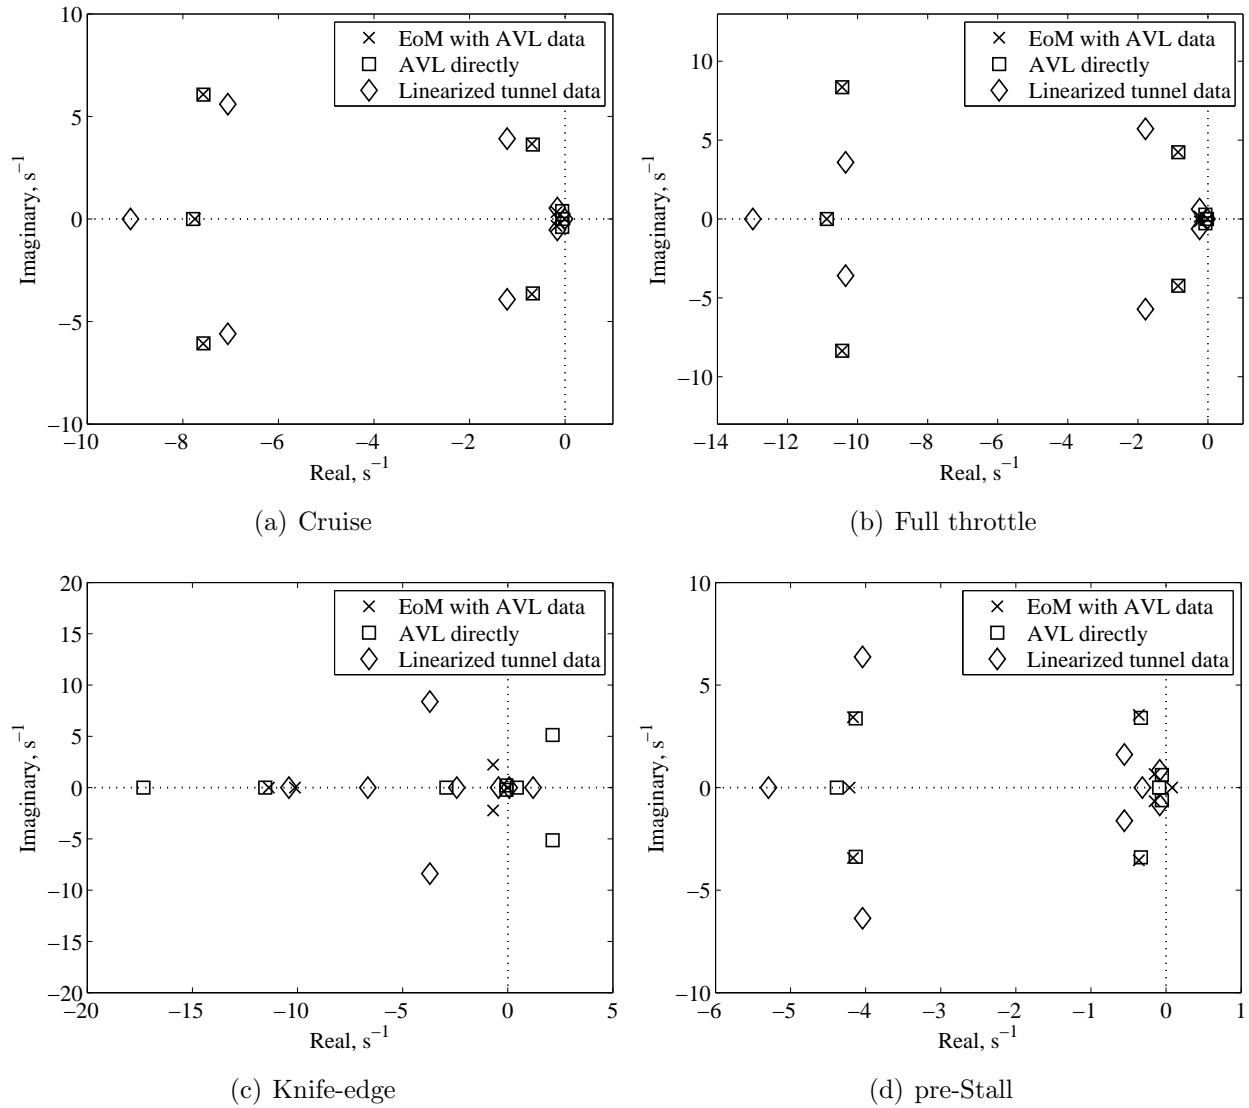 10
5
0
−5
−10
Imaginary, s−1
−10
−8
−6
−4
−2
0
Real, s−1
EoM with AVL data
AVL directly
Linearized tunnel data
(a) Cruise
10
5
0
−5
−10
Imaginary, s−1
−14
−12
−10
−8
−6
−4
−2
0
Real, s−1
EoM with AVL data
AVL directly
Linearized tunnel data
(b) Full throttle
20
15
10
5
0
−5
−10
−15
−20
Imaginary, s−1
−20
−15
−10
−5
0
5
Real, s−1
EoM with AVL data
AVL directly
Linearized tunnel data
(c) Knife-edge
10
5
0
−5
−10
Imaginary, s−1
−6
−5
−4
−3
−2
−1
0
1
Real, s−1
EoM with AVL data
AVL directly
Linearized tunnel data
(d) pre-Stall